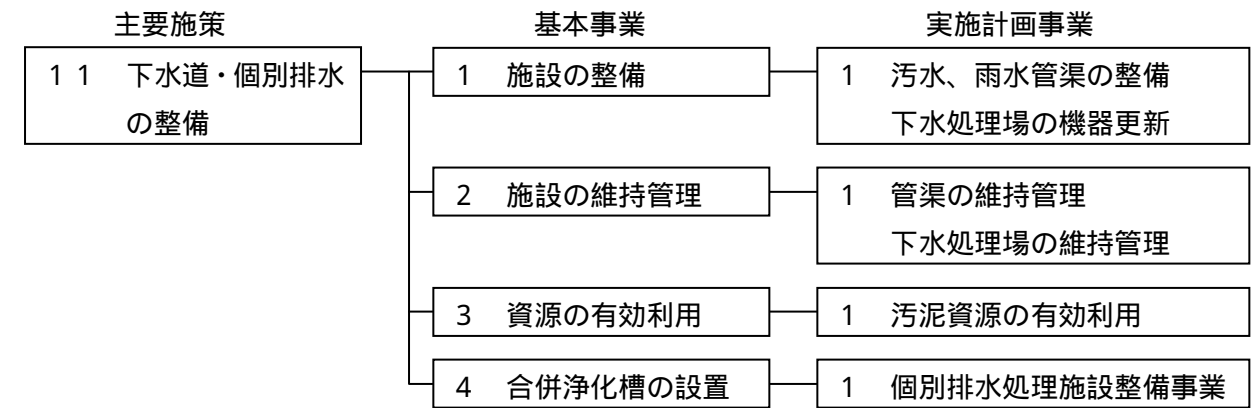 主要施策 基本事業 実施計画事業
11 下水道・個別排水 1 施設の整備 1 汚水、雨水管渠の整備
の整備 下水処理場の機器更新
2 施設の維持管理 1 管渠の維持管理
下水処理場の維持管理
3 資源の有効利用 1 汚泥資源の有効利用
4 合併浄化槽の設置 1 個別排水処理施設整備事業